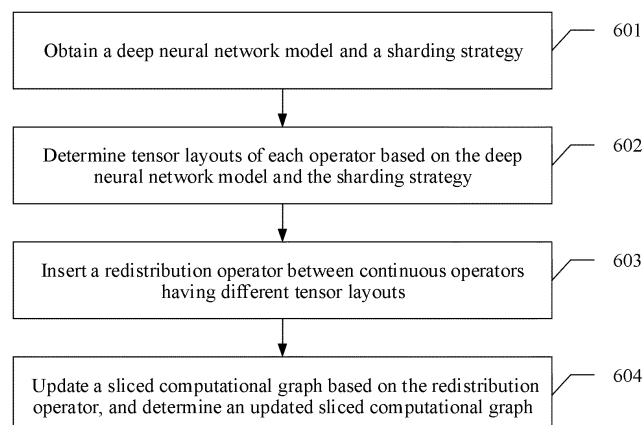 Obtain a deep neural network model and a sharding strategy
601
Determine tensor layouts of each operator based on the deep
neural network model and the sharding strategy
602
Insert a redistribution operator between continuous operators
having different tensor layouts
603
Update a sliced computational graph based on the redistribution
operator, and determine an updated sliced computational graph
604